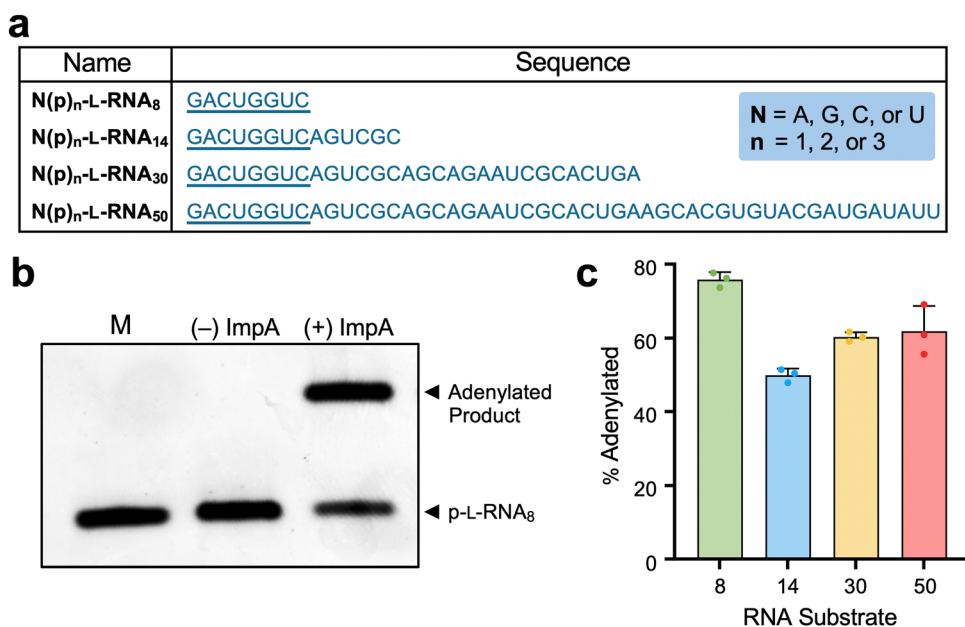 a
Name Sequence
N(p)n-L-RNA8 GACUGGUC
N(p)n-L-RNA14 GACUGGUCAGUCGC
N(p)n-L-RNA30 GACUGGUCAGUCGCAGCAGAAUCGCACUGA
N(p)n-L-RNA50 GACUGGUCAGUCGCAGCAGAAUCGCACUGAAGCACGUGUACGAUGAUAUU
N = A, G, C, or U
n = 1, 2, or 3
b
M (–) ImpA (+) ImpA
Adenylated
Product
p-L-RNA8
c
% Adenylated
80
60
40
20
0
8 14 30 50
RNA Substrate